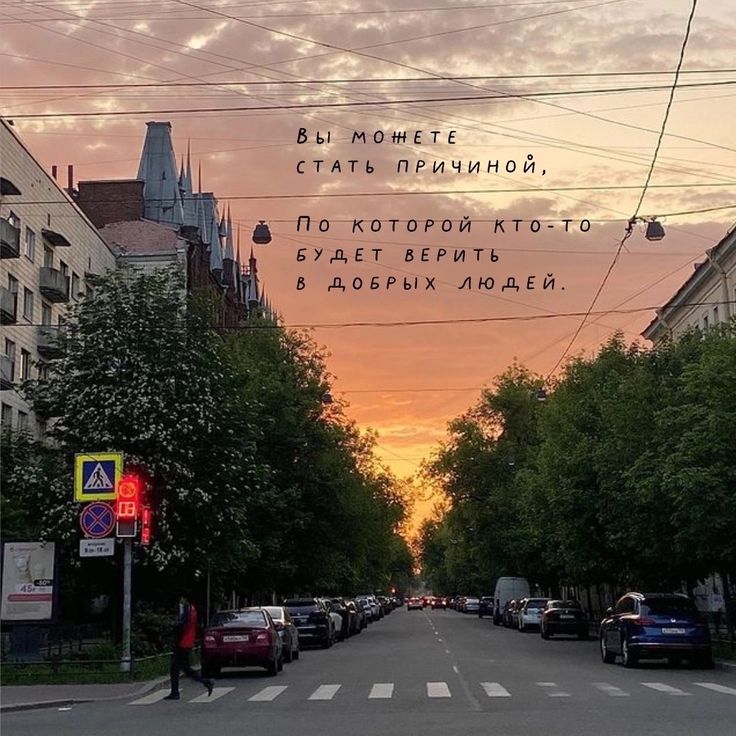 Вы можете
стать причиной,
По которой кто-то
будет верить
в добрых людей.